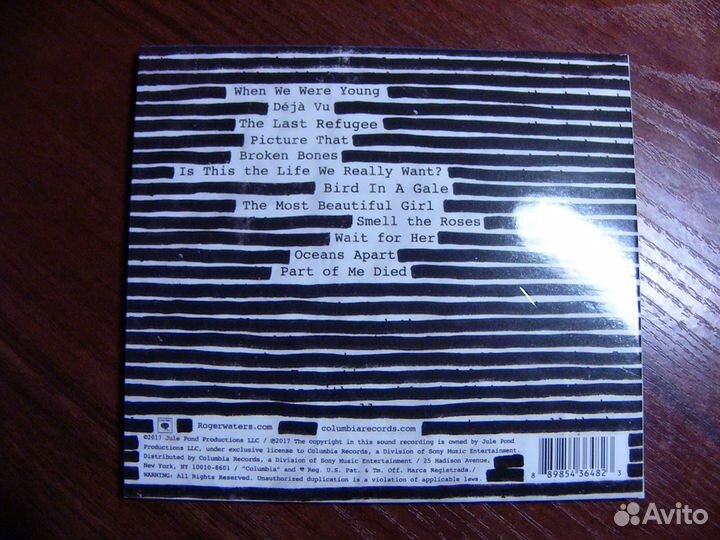 When We Were Young
Déjà Vu
The Last Refugee
Picture That
Broken Bones
Is This the Life We Really Want?
Bird In A Gale
The Most Beautiful Girl
Smell the Roses
Wait for Her
Oceans Apart
Part of Me Died
Rogerwaters.com columbiarecords.com
©2017 Jule Pond Productions LLC / ℗2017 The copyright in this sound recording is owned by Jule Pond
Productions LLC, under exclusive license to Columbia Records, a Division of Sony Music Entertainment.
Distributed by Columbia Records, a Division of Sony Music Entertainment / 25 Madison Avenue,
New York, NY 10010-8601 / "Columbia" and ♥ Reg. U.S. Pat. & Tm. Off. Marca Registrada./
WARNING: All Rights Reserved. Unauthorized duplication is a violation of applicable laws.
8 89854 36482 3
Avito